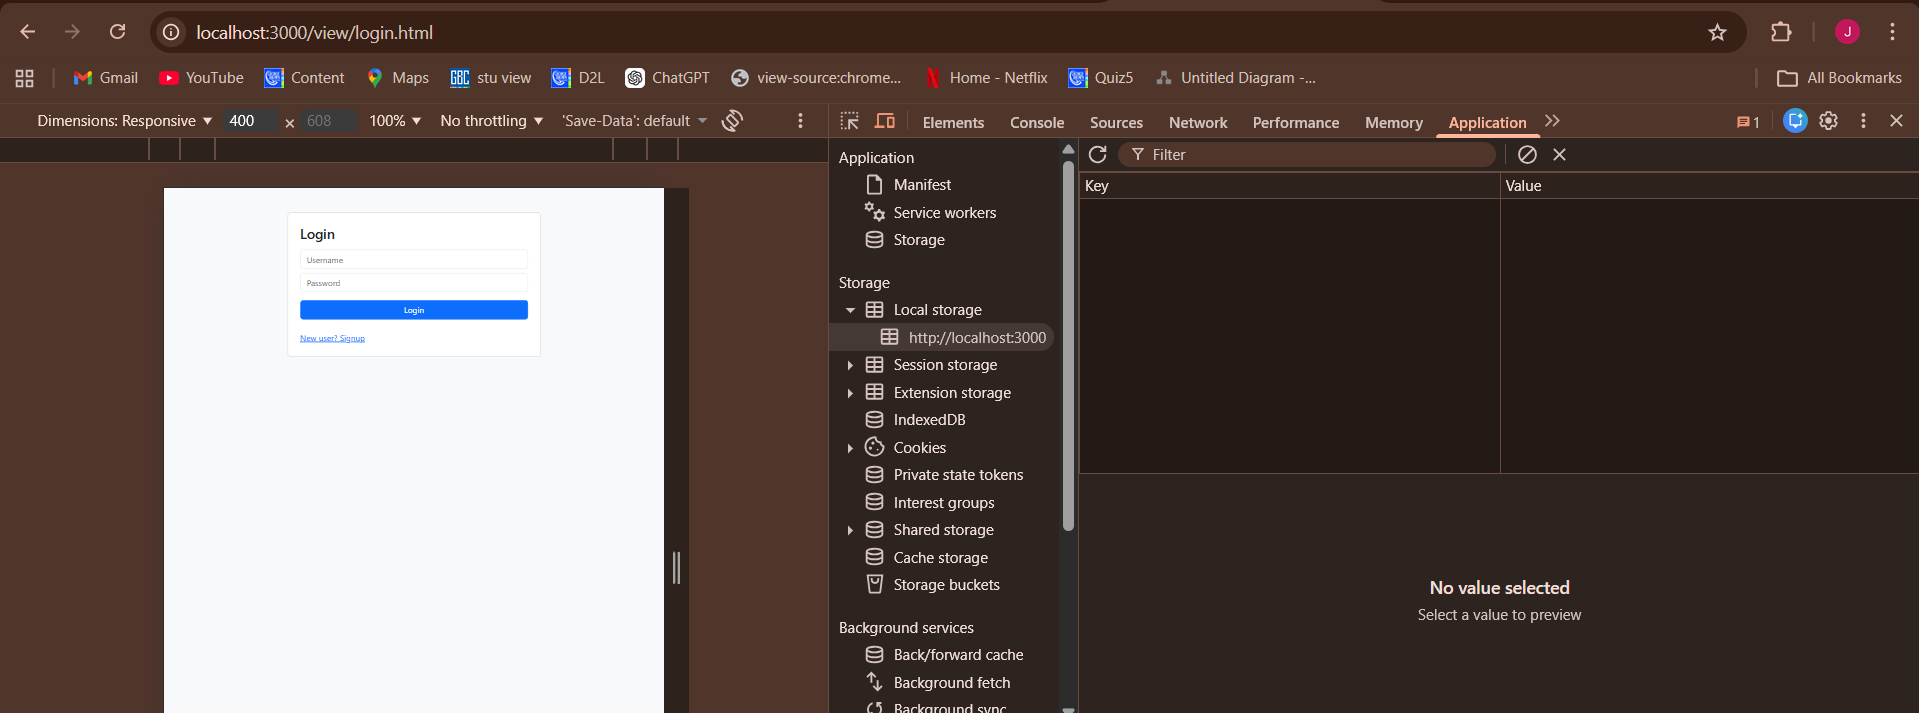 localhost:3000/view/login.html
J
Gmail YouTube Content Maps GBC stu view D2L ChatGPT view-source:chrome... Home - Netflix Quiz5 Untitled Diagram -... All Bookmarks
Dimensions: Responsive 400 × 608 100% No throttling 'Save-Data': default
Elements Console Sources Network Performance Memory Application 1
Login
Username
Password
Login
New user? Signup
Application
Manifest
Service workers
Storage
Storage
Local storage
http://localhost:3000
Session storage
Extension storage
IndexedDB
Cookies
Private state tokens
Interest groups
Shared storage
Cache storage
Storage buckets
Background services
Back/forward cache
Background fetch
Background sync
Filter
Key Value
No value selected
Select a value to preview